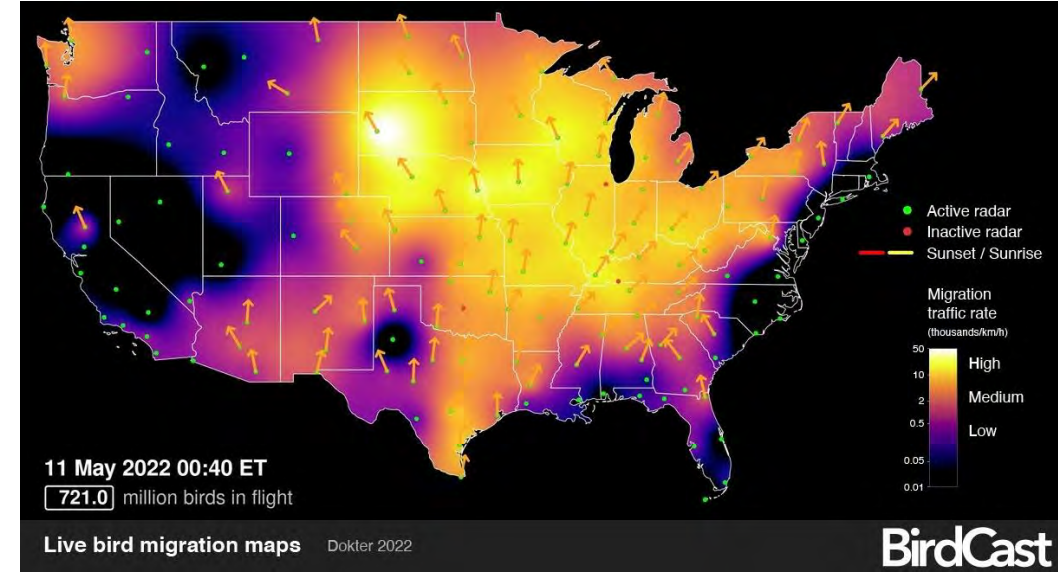 Active radar
Inactive radar
Sunset / Sunrise
Migration
traffic rate
(thousands/km/h)
50
High
10
2
Medium
0.5
Low
0.05
0.01
11 May 2022 00:40 ET
721.0 million birds in flight
Live bird migration maps Dokter 2022
BirdCast